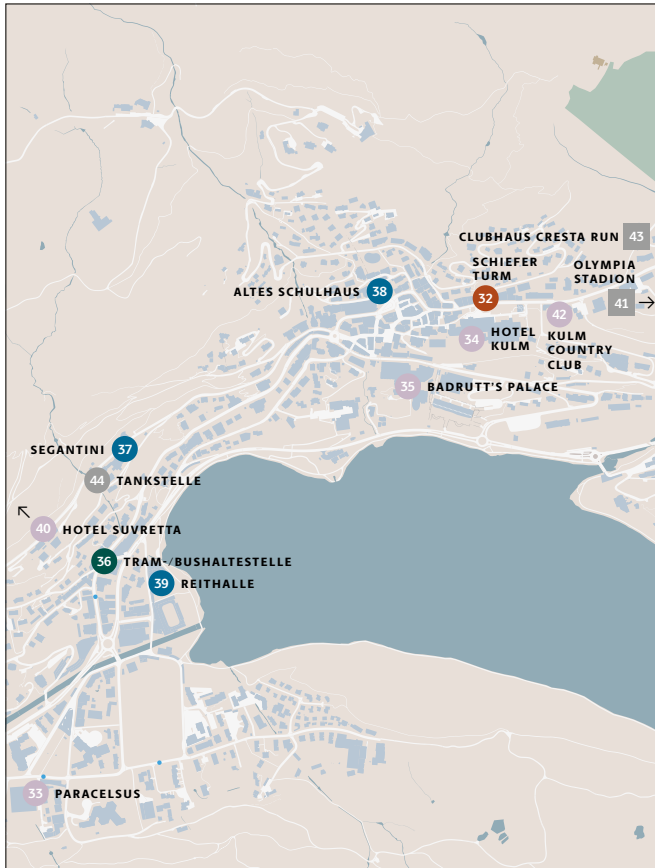 CLUBHAUS CRESTA RUN 43
SCHIEFER
TURM
32
OLYMPIA
STADION
41 →
ALTES SCHULHAUS 38
42
KULM
COUNTRY
CLUB
34 HOTEL
KULM
35 BADRUTT'S PALACE
SEGANTINI 37
44 TANKSTELLE
40 HOTEL SUVRETTA
36 TRAM-/BUSHALTESTELLE
39 REITHALLE
33 PARACELSUS